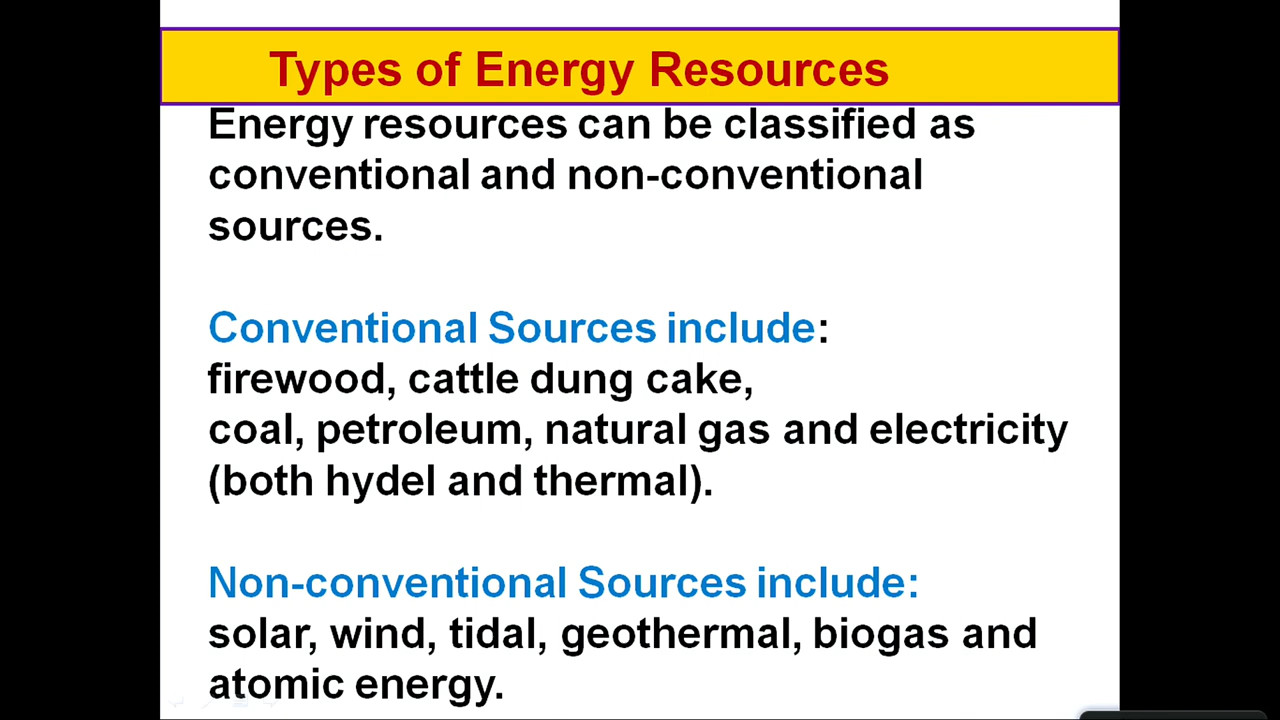 Types of Energy Resources
Energy resources can be classified as
conventional and non-conventional
sources.
Conventional Sources include:
firewood, cattle dung cake,
coal, petroleum, natural gas and electricity
(both hydel and thermal).
Non-conventional Sources include:
solar, wind, tidal, geothermal, biogas and
atomic energy.